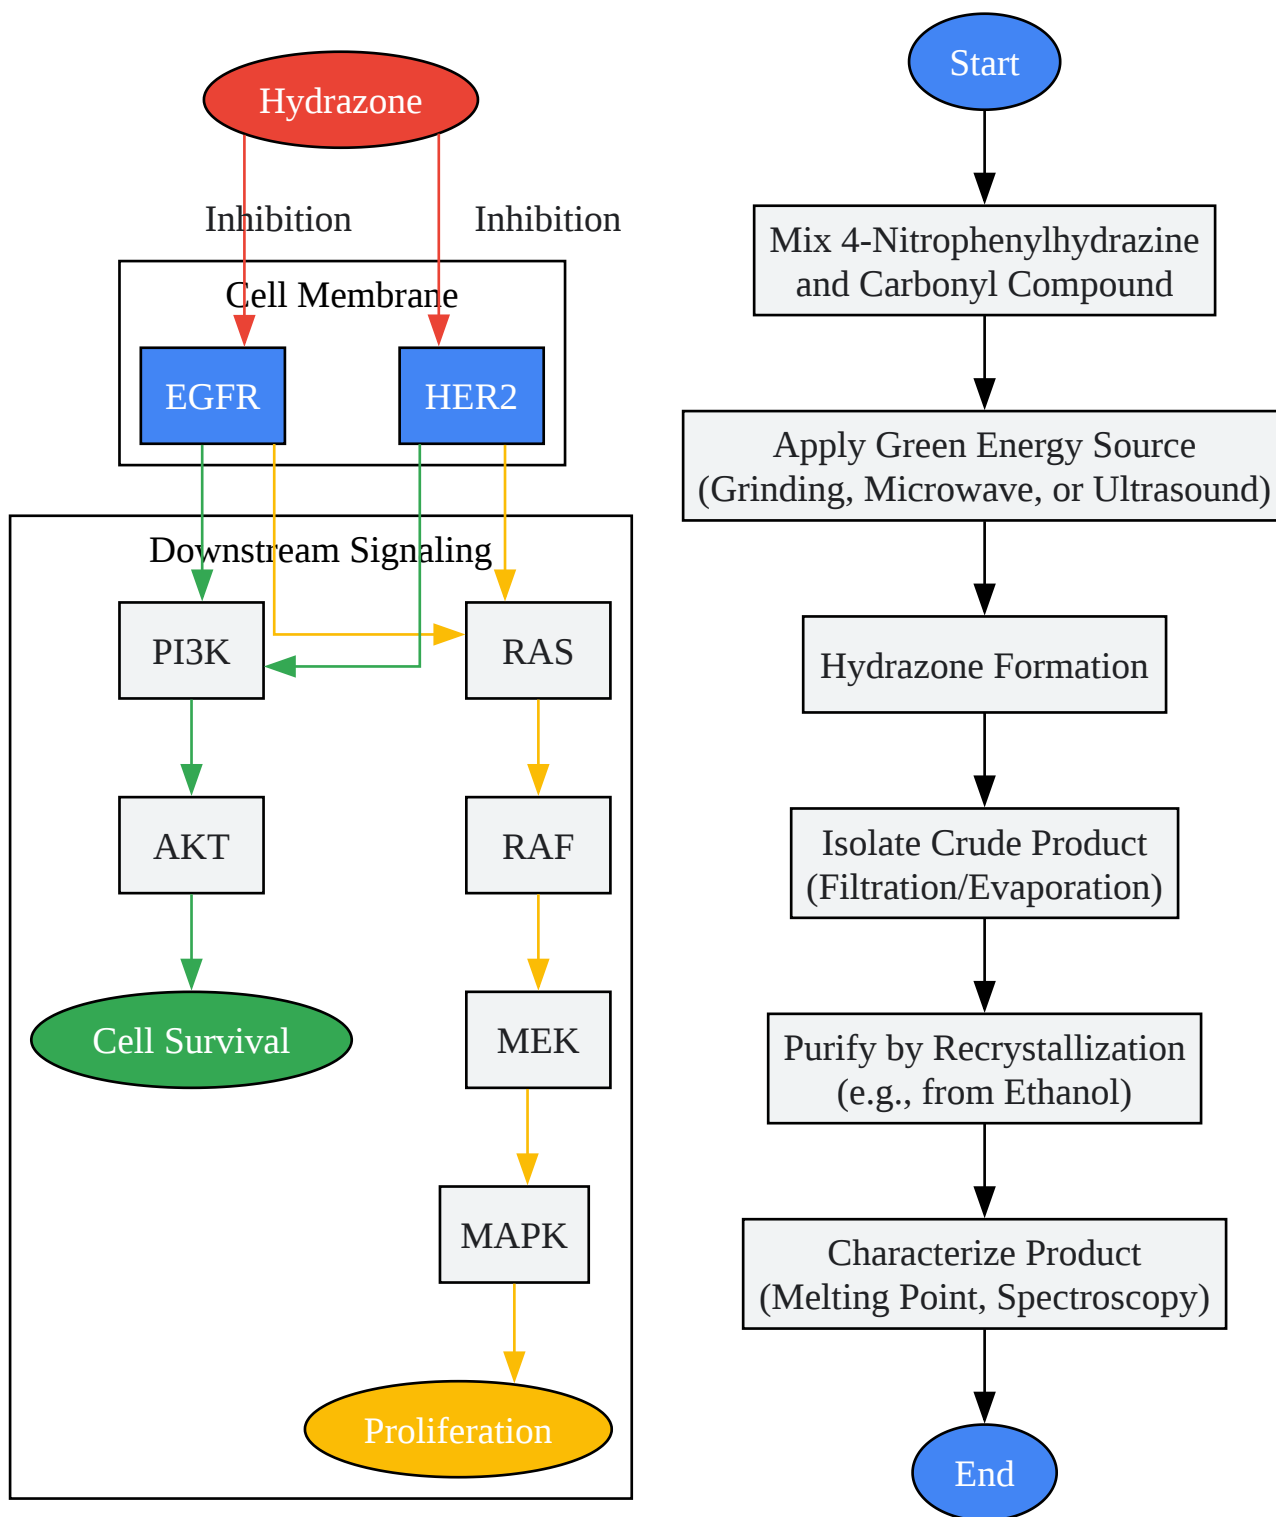 Hydrazone
Inhibition
Inhibition
Cell Membrane
EGFR
HER2
Downstream Signaling
PI3K
RAS
AKT
RAF
Cell Survival
MEK
MAPK
Proliferation
Start
Mix 4-Nitrophenylhydrazine
and Carbonyl Compound
Apply Green Energy Source
(Grinding, Microwave, or Ultrasound)
Hydrazone Formation
Isolate Crude Product
(Filtration/Evaporation)
Purify by Recrystallization
(e.g., from Ethanol)
Characterize Product
(Melting Point, Spectroscopy)
End